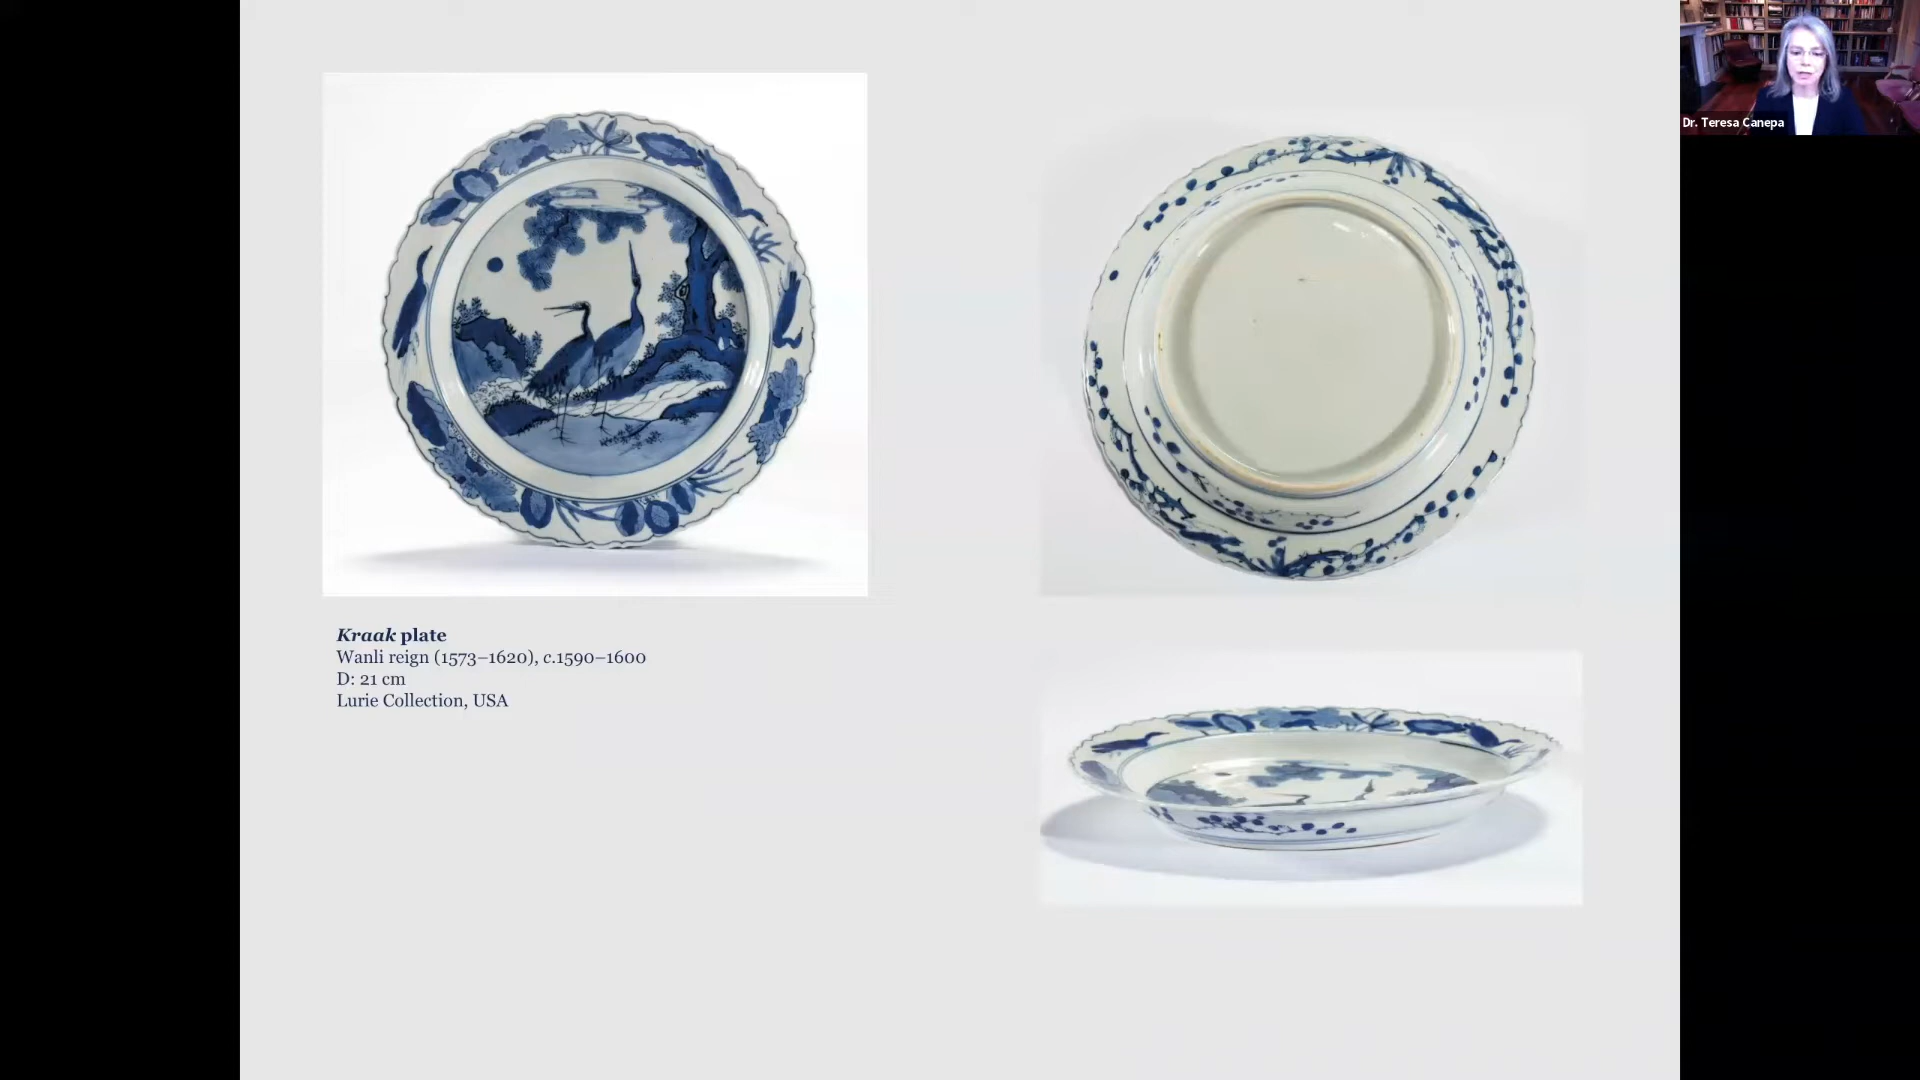 Dr. Teresa Canepa
Kraak plate
Wanli reign (1573–1620), c.1590–1600
D: 21 cm
Lurie Collection, USA